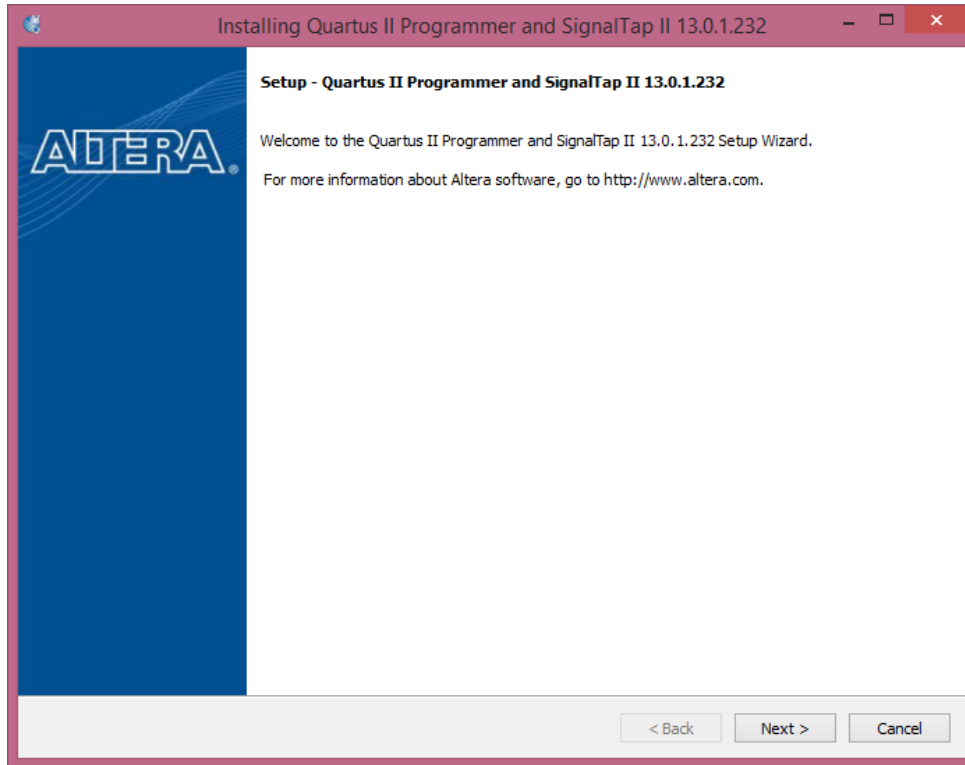 Installing Quartus II Programmer and SignalTap II 13.0.1.232
Setup - Quartus II Programmer and SignalTap II 13.0.1.232
ALTERA®
Welcome to the Quartus II Programmer and SignalTap II 13.0.1.232 Setup Wizard.
For more information about Altera software, go to http://www.altera.com.
< Back Next > Cancel